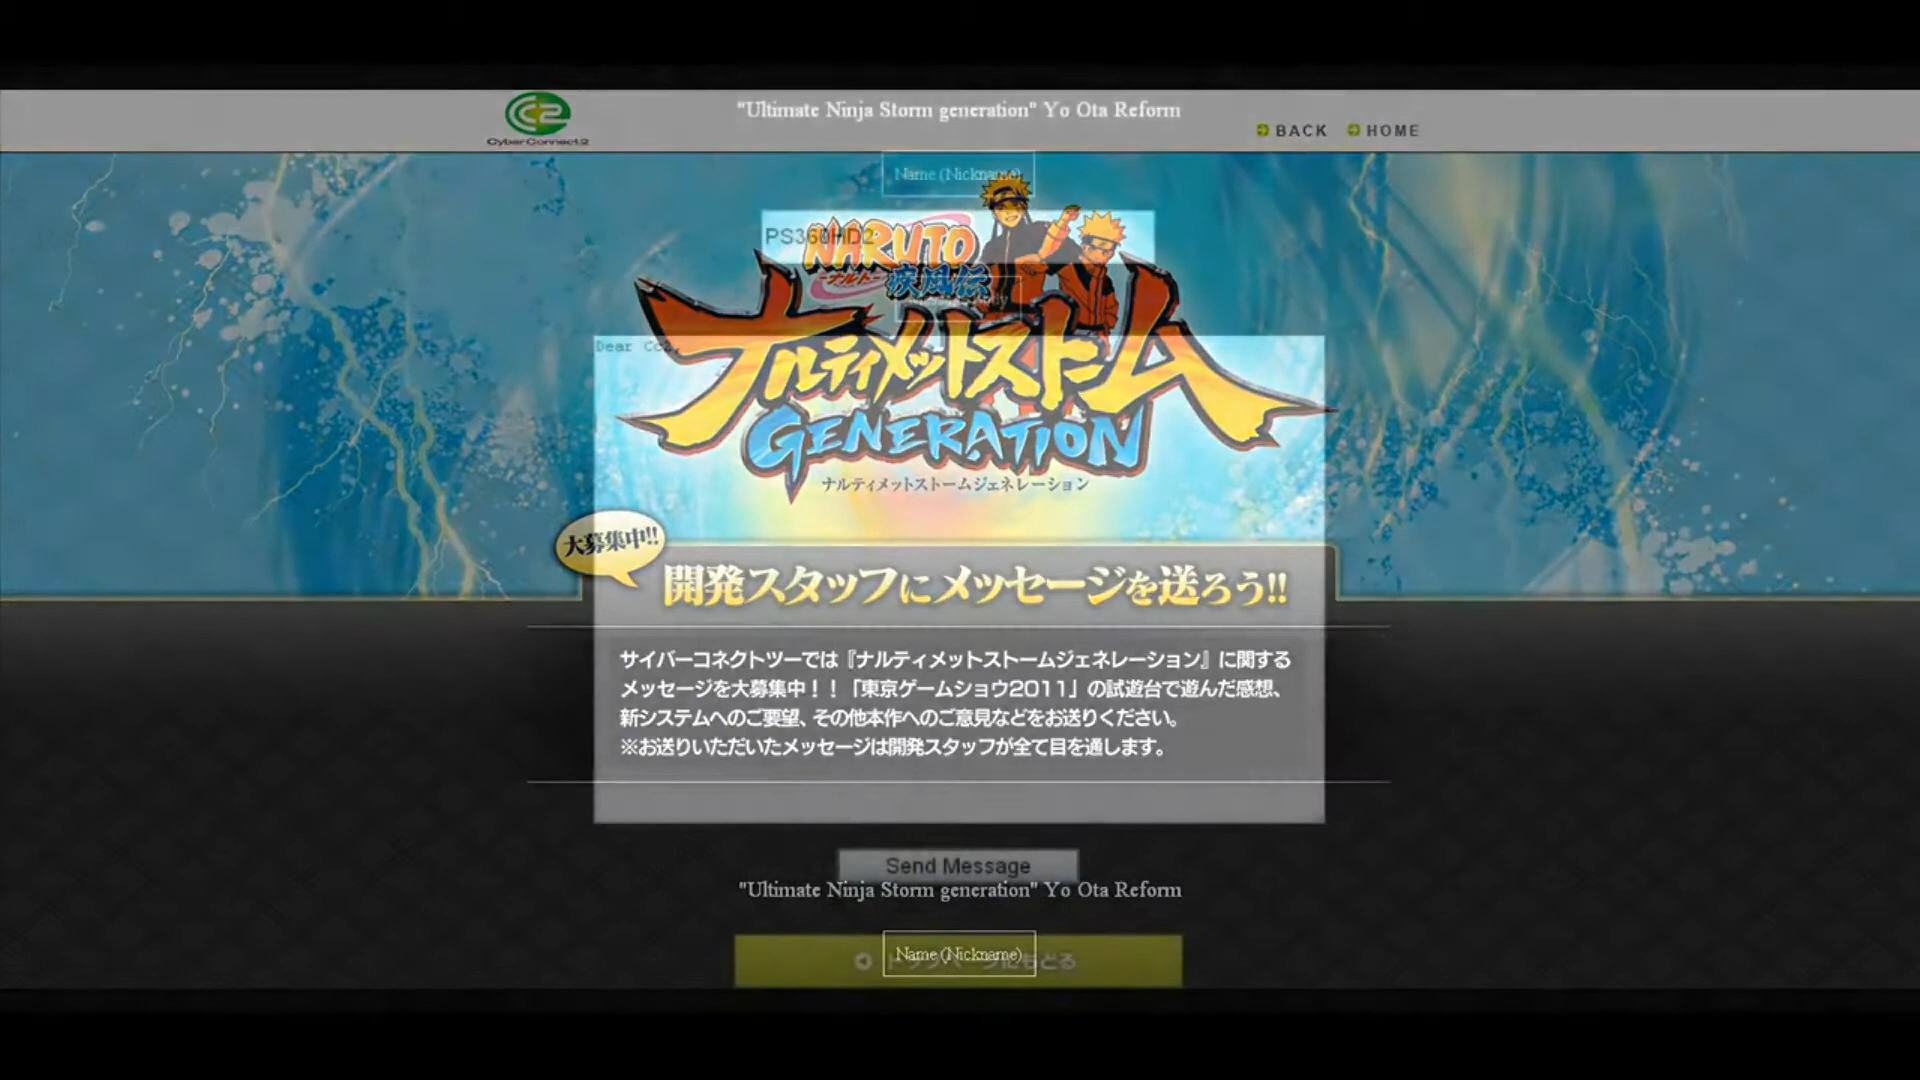 CyberConnect2
"Ultimate Ninja Storm generation" Yo Ota Reform
BACK
HOME
Name (Nickname)
PS360HD2
NARUTO
-ナルト-
疾風伝
Dear Cc2,
ナルティメットストーム
GENERATION
ナルティメットストームジェネレーション
大募集中!!
開発スタッフにメッセージを送ろう!!
サイバーコネクトツーでは『ナルティメットストームジェネレーション』に関する
メッセージを大募集中！！「東京ゲームショウ2011」の試遊台で遊んだ感想、
新システムへのご要望、その他本作へのご意見などをお送りください。
※お送りいただいたメッセージは開発スタッフが全て目を通します。
Send Message
"Ultimate Ninja Storm generation" Yo Ota Reform
Name (Nickname)
もどる